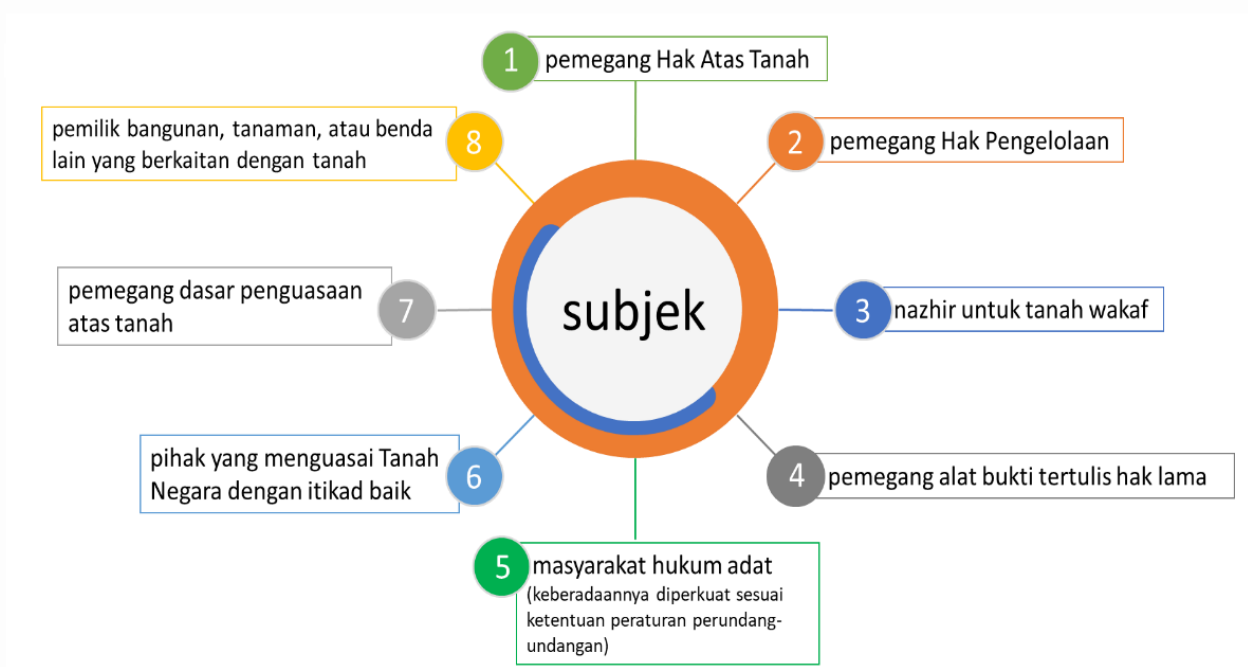 1 pemegang Hak Atas Tanah
2 pemegang Hak Pengelolaan
3 nazhir untuk tanah wakaf
4 pemegang alat bukti tertulis hak lama
5 masyarakat hukum adat
(keberadaannya diperkuat sesuai
ketentuan peraturan perundang-
undangan)
6 pihak yang menguasai Tanah
Negara dengan itikad baik
7 pemegang dasar penguasaan
atas tanah
8 pemilik bangunan, tanaman, atau benda
lain yang berkaitan dengan tanah
subjek